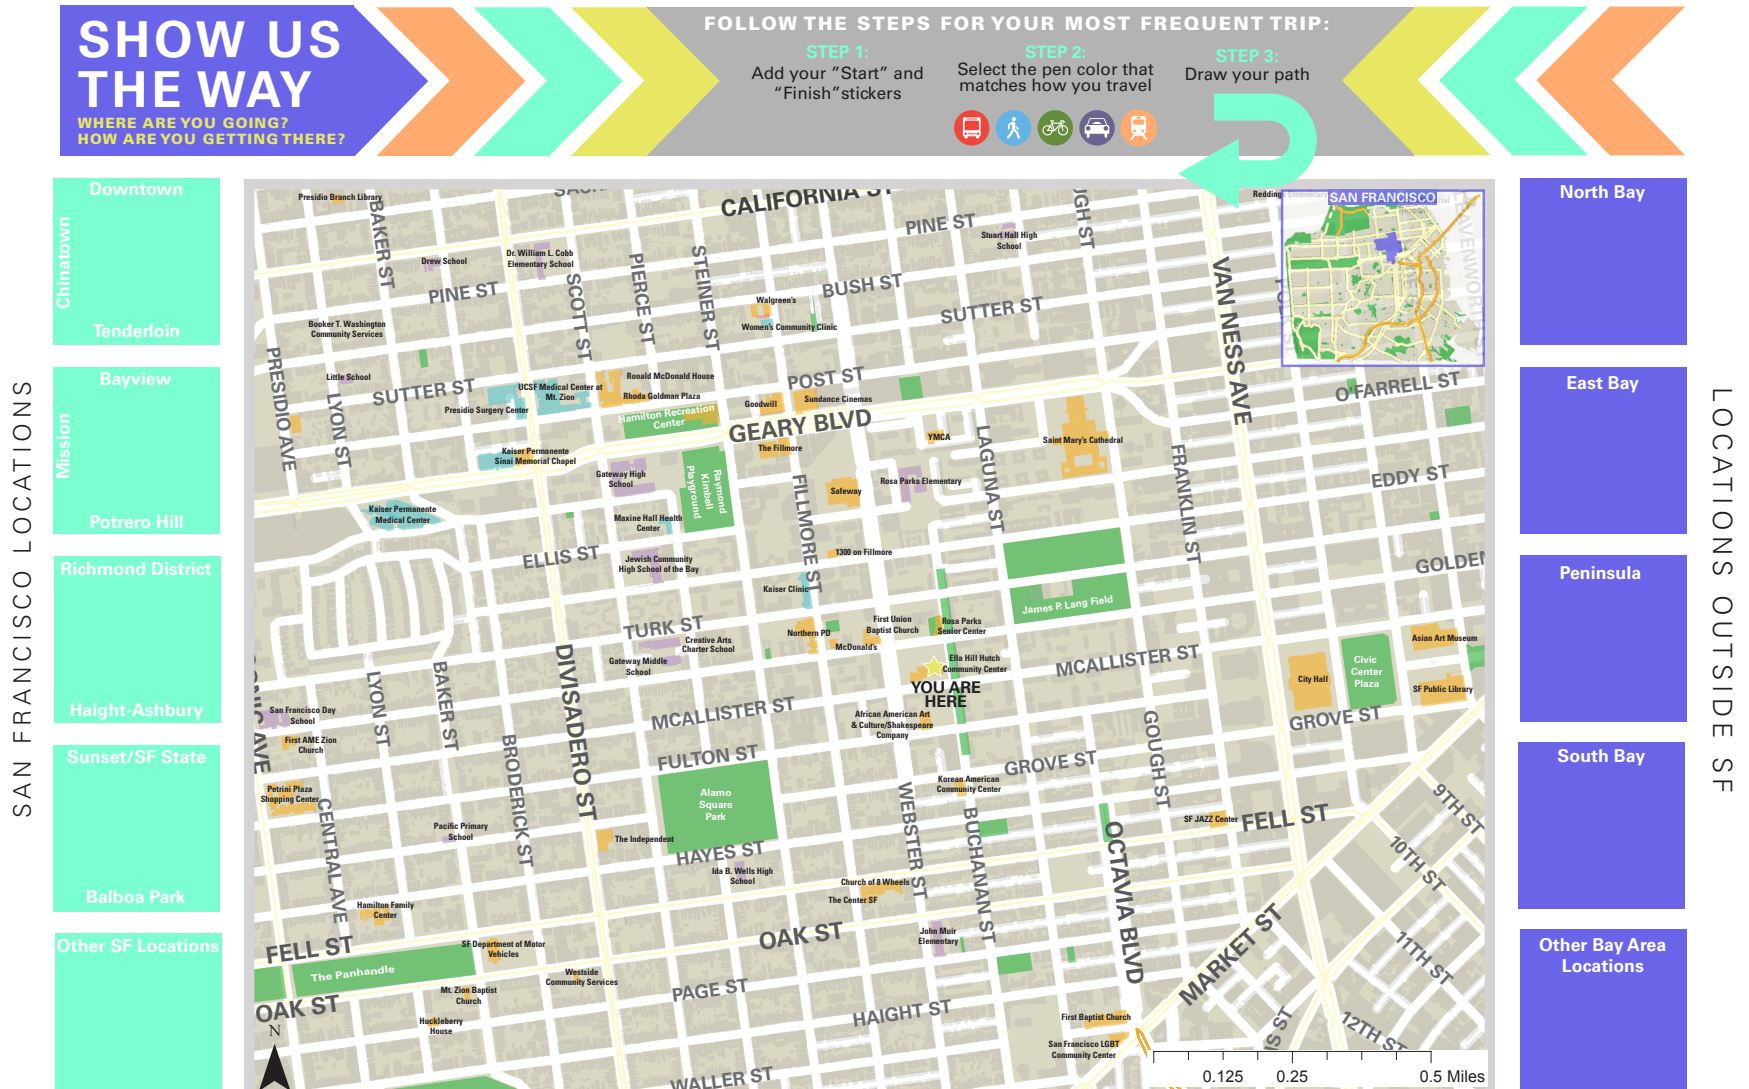 SHOW US
THE WAY
WHERE ARE YOU GOING?
HOW ARE YOU GETTING THERE?
FOLLOW THE STEPS FOR YOUR MOST FREQUENT TRIP:
STEP 1:
Add your "Start" and
"Finish" stickers
STEP 2:
Select the pen color that
matches how you travel
STEP 3:
Draw your path
SAN FRANCISCO LOCATIONS
Downtown
Chinatown
Tenderloin
Bayview
Mission
Potrero Hill
Richmond District
Haight-Ashbury
Sunset/SF State
Balboa Park
Other SF Locations
LOCATIONS OUTSIDE SF
North Bay
East Bay
Peninsula
South Bay
Other Bay Area
Locations
SAN FRANCISCO
Presidio Branch Library
BAKER ST
CALIFORNIA ST
PINE ST
Stuart Hall High
School
Drew School
Dr. William L. Cobb
Elementary School
PINE ST
SCOTT ST
PIERCE ST
STEINER ST
BUSH ST
SUTTER ST
VAN NESS AVE
Walgreen's
Women's Community Clinic
Booker T. Washington
Community Services
PRESIDIO AVE
Little School
LYON ST
SUTTER ST
UCSF Medical Center at
Mt. Zion
Presidio Surgery Center
Ronald McDonald House
Rhoda Goldman Plaza
Hamilton Recreation
Center
POST ST
Goodwill
Sundance Cinemas
GEARY BLVD
The Fillmore
YMCA
Saint Mary's Cathedral
O'FARRELL ST
Kaiser Permanente
Sinai Memorial Chapel
Gateway High
School
Raymond
Kimbell
Playground
Safeway
Rosa Parks Elementary
LAGUNA ST
FRANKLIN ST
EDDY ST
Kaiser Permanente
Medical Center
Maxine Hall Health
Center
FILLMORE ST
ELLIS ST
Jewish Community
High School of the Bay
1300 on Fillmore
Kaiser Clinic
James P. Lang Field
GOLDEN
TURK ST
Creative Arts
Charter School
Gateway Middle
School
Northern PD
McDonald's
First Union
Baptist Church
Rosa Parks
Senior Center
Ella Hill Hutch
Community Center
YOU ARE
HERE
MCALLISTER ST
City Hall
Civic
Center
Plaza
Asian Art Museum
SF Public Library
GROVE ST
LYON ST
BAKER ST
DIVISADERO ST
MCALLISTER ST
African American Art
& Culture/Shakespeare
Company
San Francisco Day
School
First AME Zion
Church
FULTON ST
GROVE ST
GOUGH ST
Petrini Plaza
Shopping Center
CENTRAL AVE
BRODERICK ST
Alamo
Square
Park
Korean American
Community Center
WEBSTER ST
BUCHANAN ST
Pacific Primary
School
The Independent
HAYES ST
SF JAZZ Center
FELL ST
9TH ST
10TH ST
OCTAVIA BLVD
Ida B. Wells High
School
Church of 8 Wheels
The Center SF
Hamilton Family
Center
FELL ST
SF Department of Motor
Vehicles
OAK ST
John Muir
Elementary
MARKET ST
11TH ST
The Panhandle
Westside
Community Services
Mt. Zion Baptist
Church
PAGE ST
OAK ST
Huckleberry
House
HAIGHT ST
First Baptist Church
San Francisco LGBT
Community Center
12TH ST
WALLER ST
N
0.125 0.25 0.5 Miles